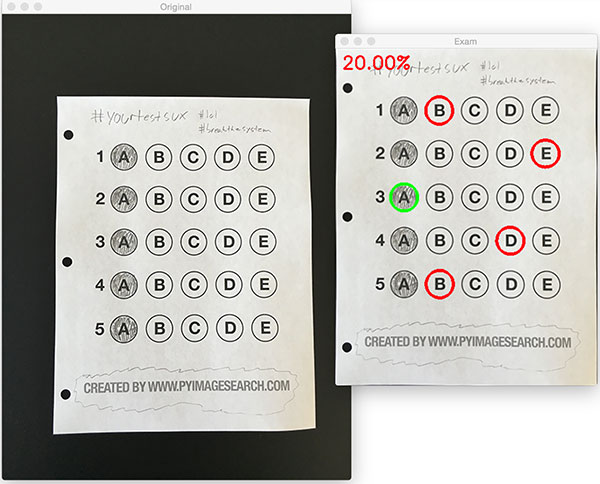 Original
#yourtestsux #lol
#breakthesystem
1 A B C D E
2 A B C D E
3 A B C D E
4 A B C D E
5 A B C D E
CREATED BY WWW.PYIMAGESEARCH.COM
Exam
20.00%
#yourtestsux #lol
#breakthesystem
1 A B C D E
2 A B C D E
3 A B C D E
4 A B C D E
5 A B C D E
CREATED BY WWW.PYIMAGESEARCH.COM